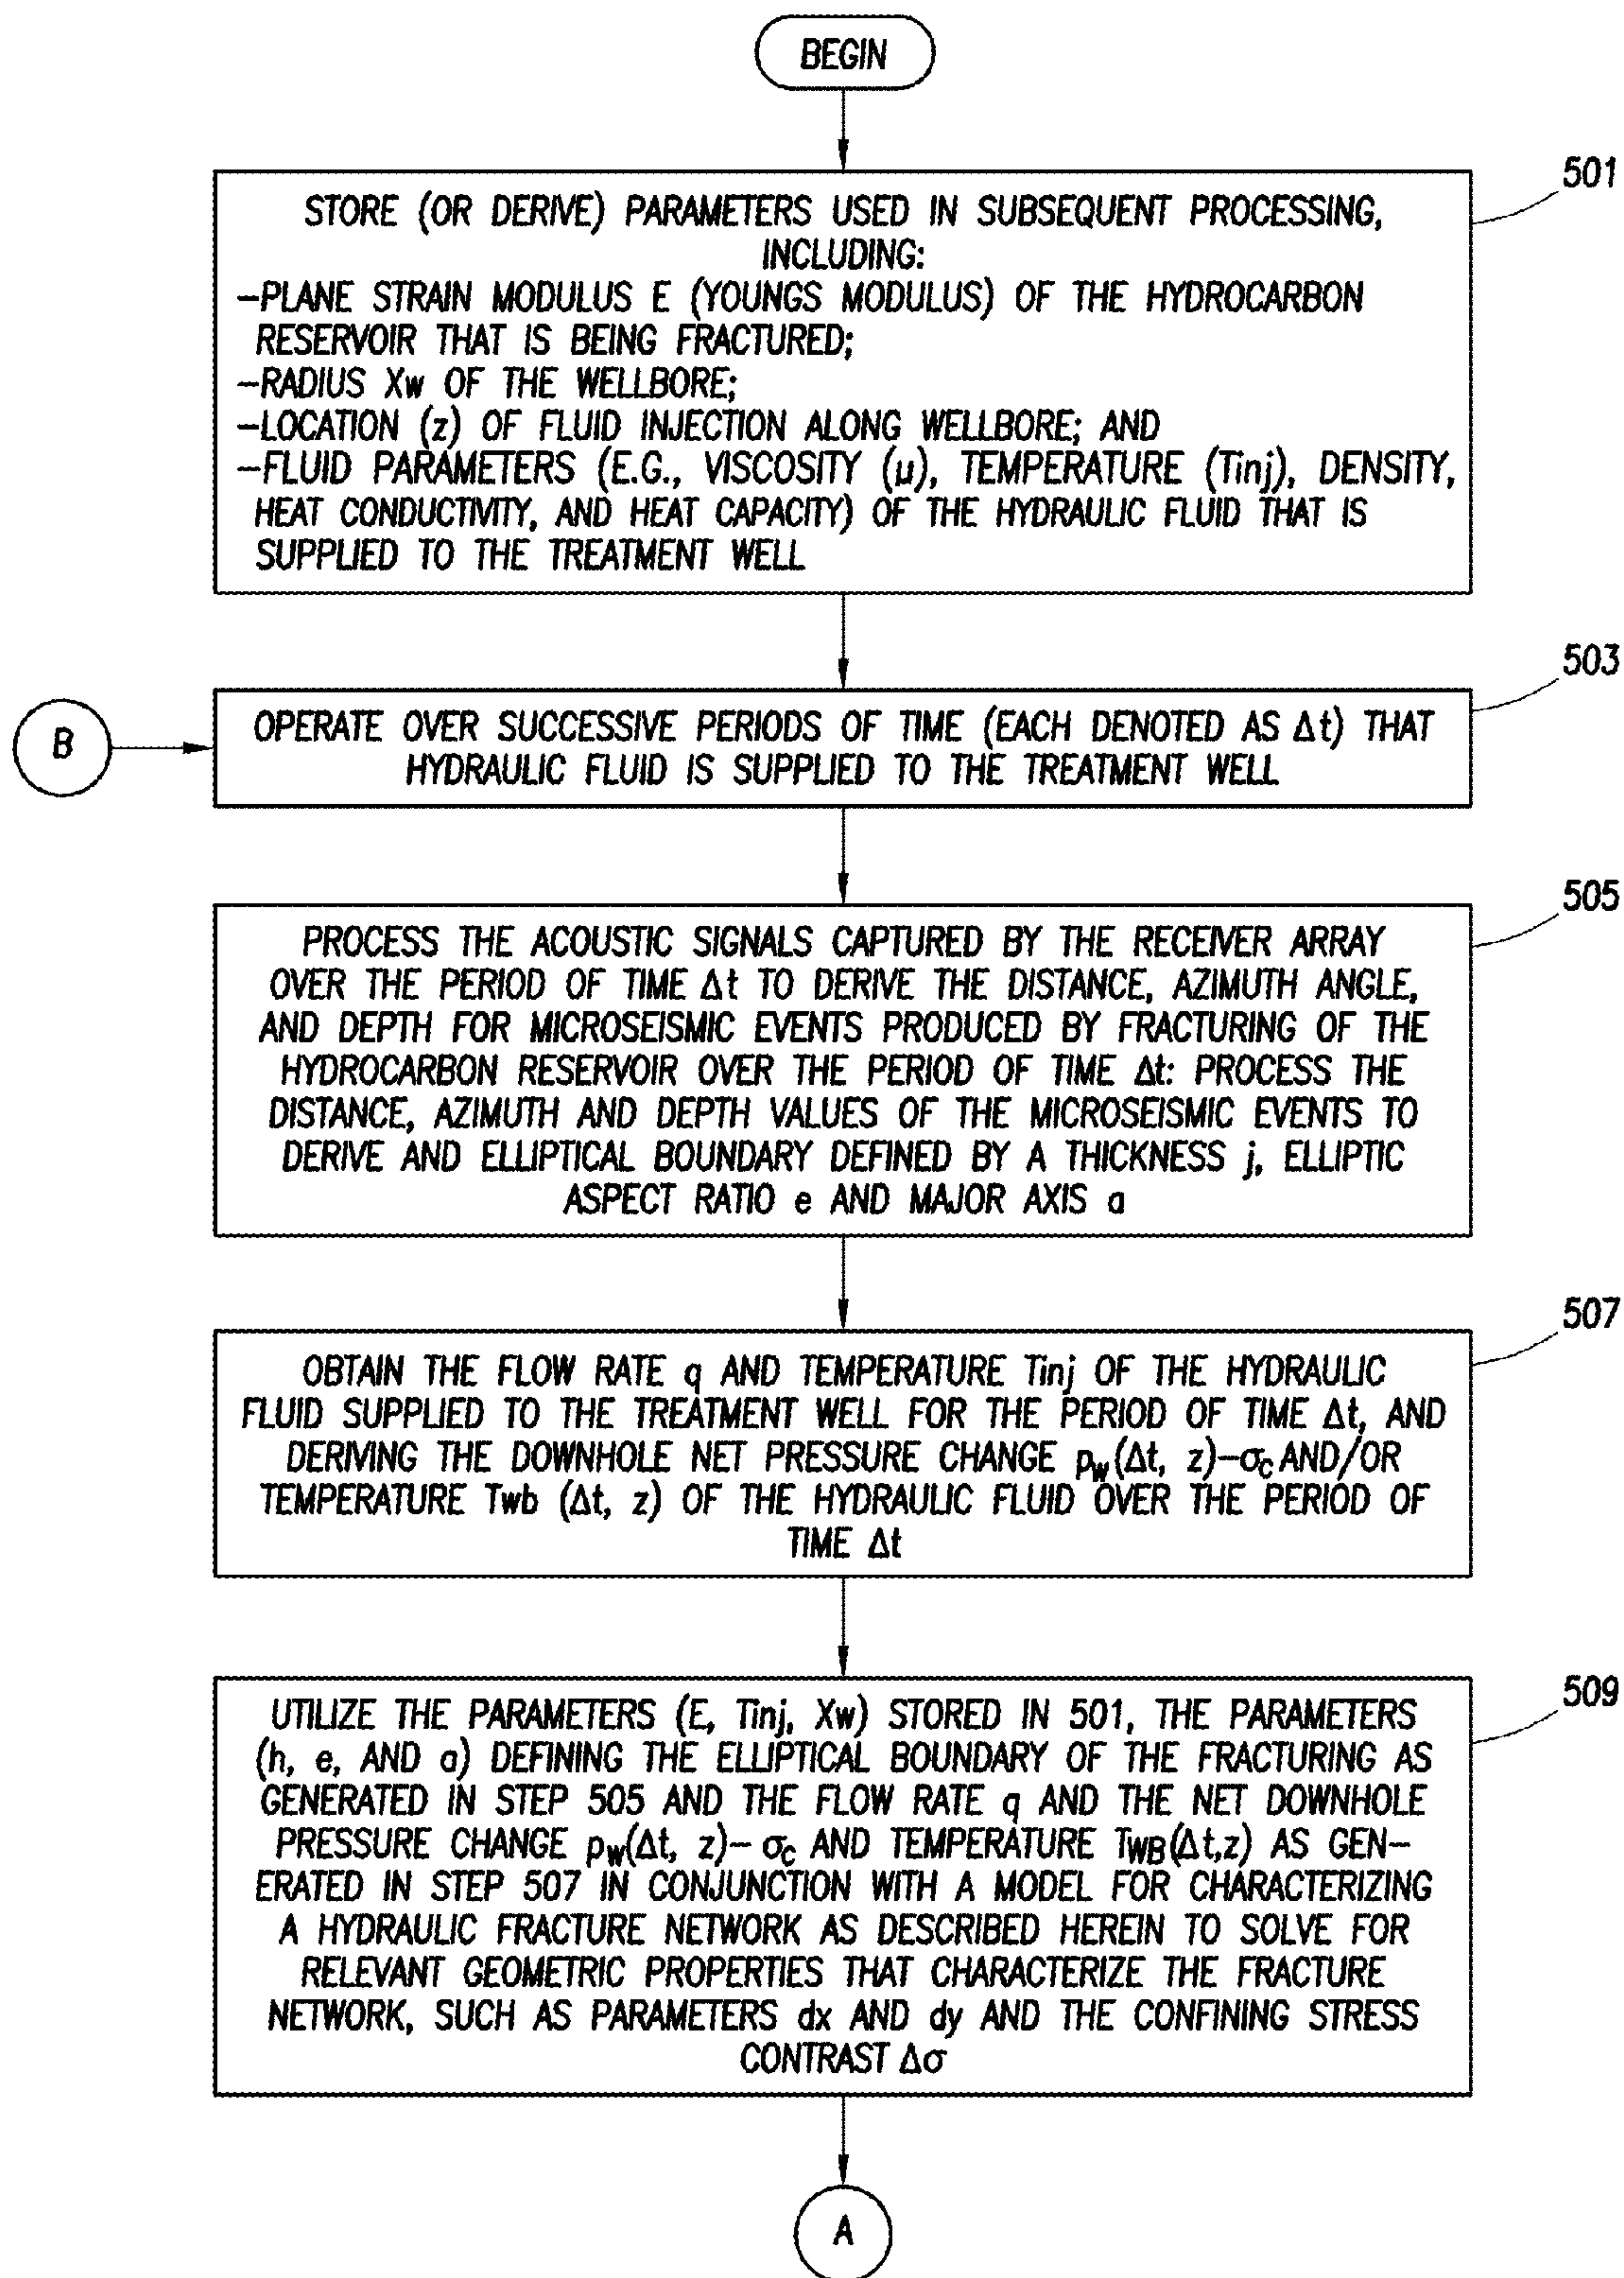 BEGIN
501
STORE (OR DERIVE) PARAMETERS USED IN SUBSEQUENT PROCESSING,
INCLUDING:
-PLANE STRAIN MODULUS E (YOUNGS MODULUS) OF THE HYDROCARBON
RESERVOIR THAT IS BEING FRACTURED;
-RADIUS Xw OF THE WELLBORE;
-LOCATION (z) OF FLUID INJECTION ALONG WELLBORE; AND
-FLUID PARAMETERS (E.G., VISCOSITY (μ), TEMPERATURE (Tinj), DENSITY,
HEAT CONDUCTIVITY, AND HEAT CAPACITY) OF THE HYDRAULIC FLUID THAT IS
SUPPLIED TO THE TREATMENT WELL
503
B
OPERATE OVER SUCCESSIVE PERIODS OF TIME (EACH DENOTED AS Δt) THAT
HYDRAULIC FLUID IS SUPPLIED TO THE TREATMENT WELL
505
PROCESS THE ACOUSTIC SIGNALS CAPTURED BY THE RECEIVER ARRAY
OVER THE PERIOD OF TIME Δt TO DERIVE THE DISTANCE, AZIMUTH ANGLE,
AND DEPTH FOR MICROSEISMIC EVENTS PRODUCED BY FRACTURING OF THE
HYDROCARBON RESERVOIR OVER THE PERIOD OF TIME Δt: PROCESS THE
DISTANCE, AZIMUTH AND DEPTH VALUES OF THE MICROSEISMIC EVENTS TO
DERIVE AND ELLIPTICAL BOUNDARY DEFINED BY A THICKNESS j, ELLIPTIC
ASPECT RATIO e AND MAJOR AXIS a
507
OBTAIN THE FLOW RATE q AND TEMPERATURE Tinj OF THE HYDRAULIC
FLUID SUPPLIED TO THE TREATMENT WELL FOR THE PERIOD OF TIME Δt, AND
DERIVING THE DOWNHOLE NET PRESSURE CHANGE pw(Δt, z)-σc AND/OR
TEMPERATURE Twb (Δt, z) OF THE HYDRAULIC FLUID OVER THE PERIOD OF
TIME Δt
509
UTILIZE THE PARAMETERS (E, Tinj, Xw) STORED IN 501, THE PARAMETERS
(h, e, AND a) DEFINING THE ELLIPTICAL BOUNDARY OF THE FRACTURING AS
GENERATED IN STEP 505 AND THE FLOW RATE q AND THE NET DOWNHOLE
PRESSURE CHANGE pw(Δt, z)- σc AND TEMPERATURE TWB(Δt,z) AS GEN-
ERATED IN STEP 507 IN CONJUNCTION WITH A MODEL FOR CHARACTERIZING
A HYDRAULIC FRACTURE NETWORK AS DESCRIBED HEREIN TO SOLVE FOR
RELEVANT GEOMETRIC PROPERTIES THAT CHARACTERIZE THE FRACTURE
NETWORK, SUCH AS PARAMETERS dx AND dy AND THE CONFINING STRESS
CONTRAST Δσ
A